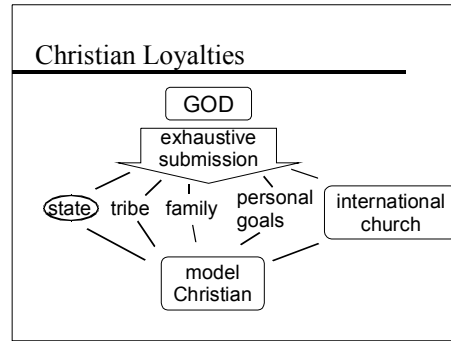 Christian Loyalties
GOD
exhaustive
submission
state
tribe
family
personal
goals
international
church
model
Christian